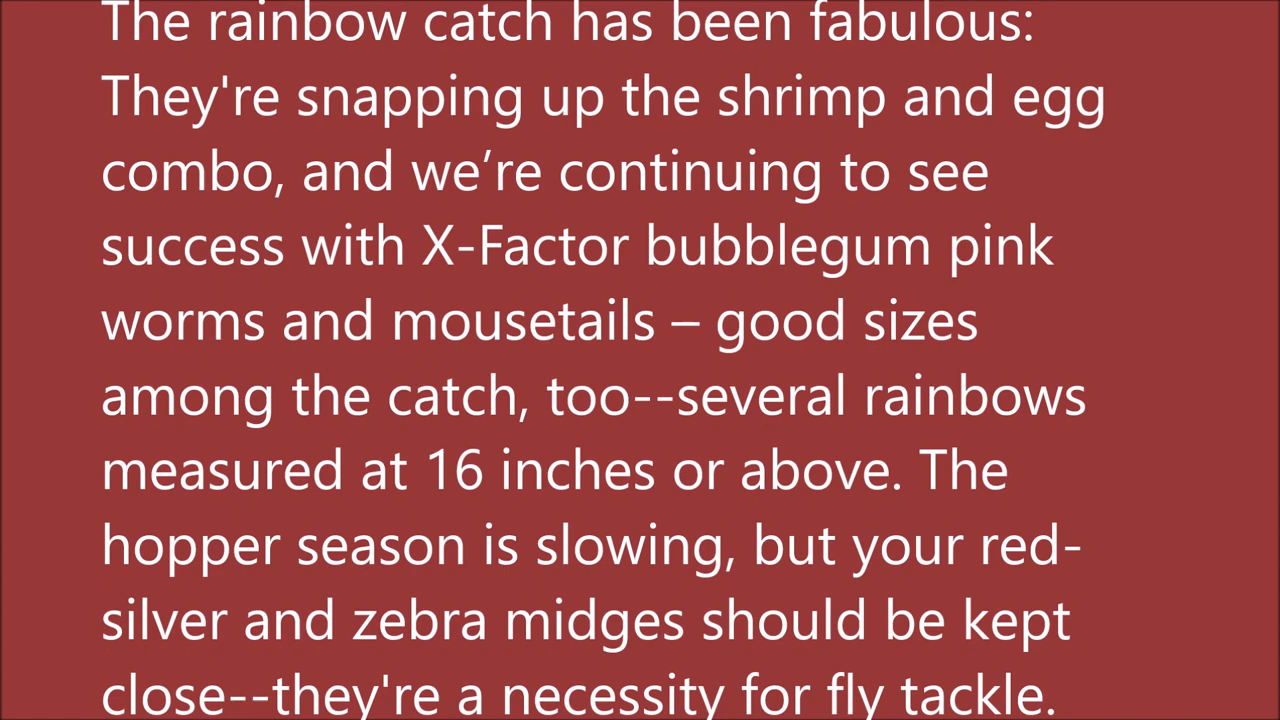 The rainbow catch has been fabulous:
They're snapping up the shrimp and egg
combo, and we’re continuing to see
success with X-Factor bubblegum pink
worms and mousetails – good sizes
among the catch, too--several rainbows
measured at 16 inches or above. The
hopper season is slowing, but your red-
silver and zebra midges should be kept
close--they're a necessity for fly tackle.